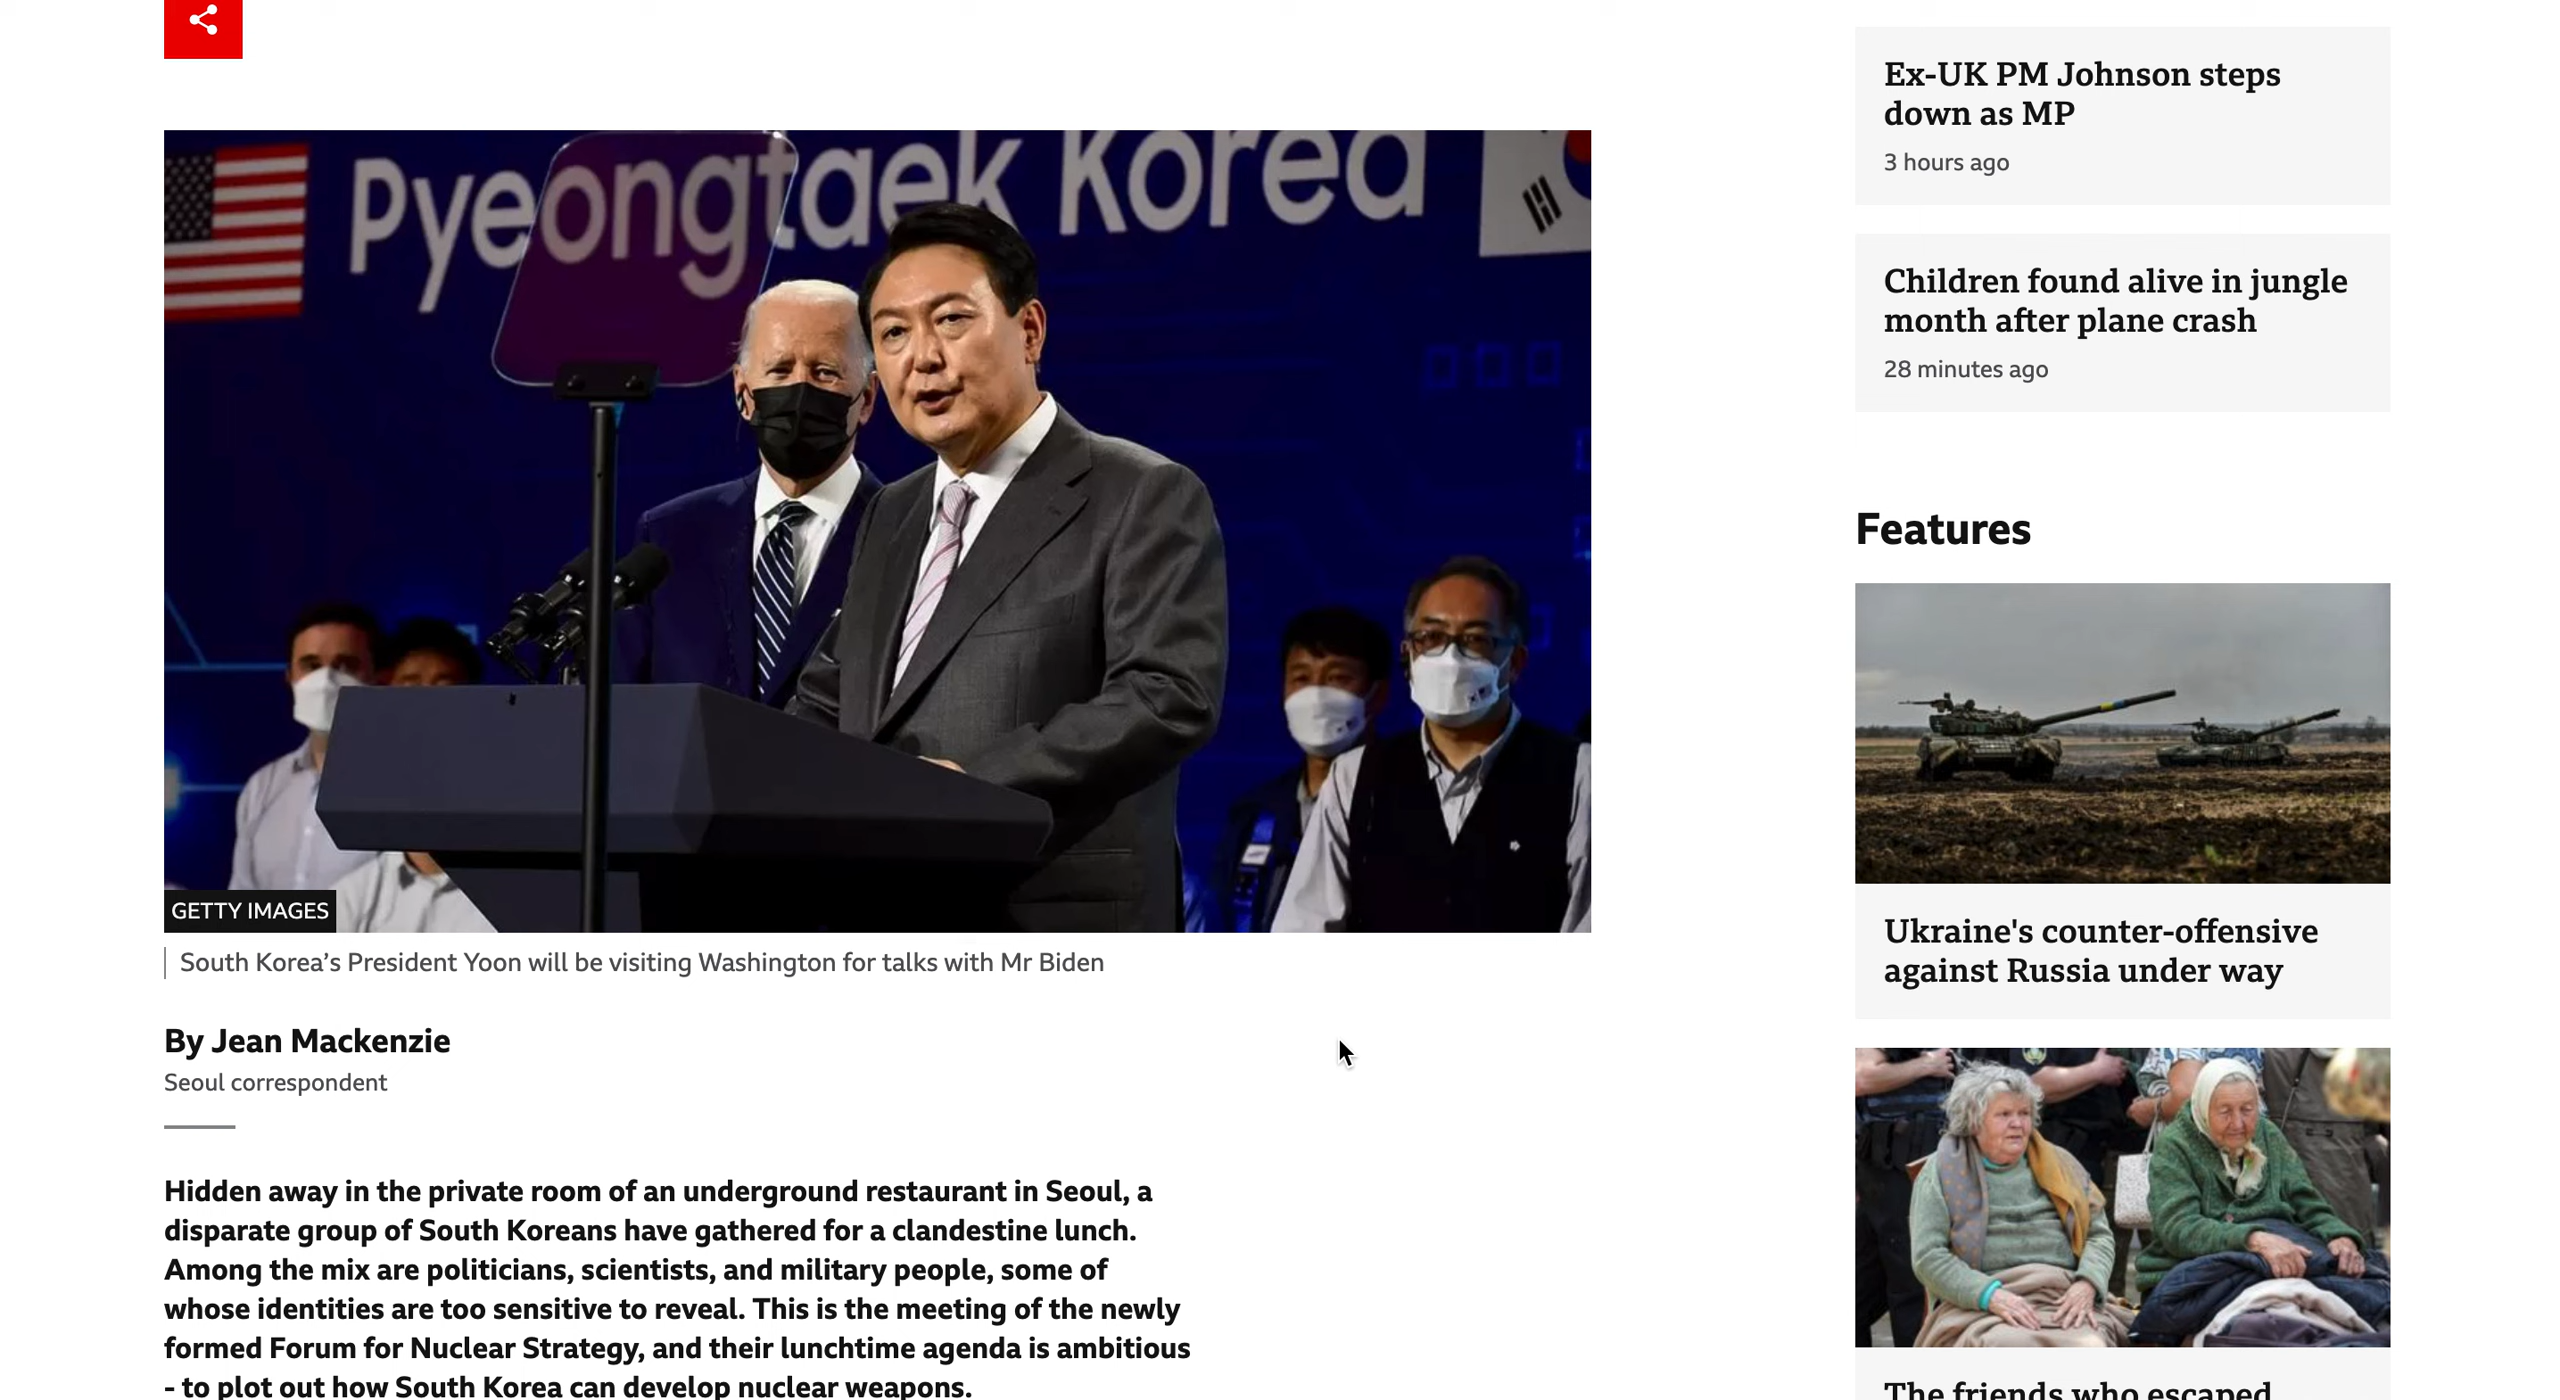 Pyeongtaek Korea
GETTY IMAGES
South Korea’s President Yoon will be visiting Washington for talks with Mr Biden
By Jean Mackenzie
Seoul correspondent
Hidden away in the private room of an underground restaurant in Seoul, a
disparate group of South Koreans have gathered for a clandestine lunch.
Among the mix are politicians, scientists, and military people, some of
whose identities are too sensitive to reveal. This is the meeting of the newly
formed Forum for Nuclear Strategy, and their lunchtime agenda is ambitious
- to plot out how South Korea can develop nuclear weapons.
Ex-UK PM Johnson steps
down as MP
3 hours ago
Children found alive in jungle
month after plane crash
28 minutes ago
Features
Ukraine's counter-offensive
against Russia under way
The friends who escaped